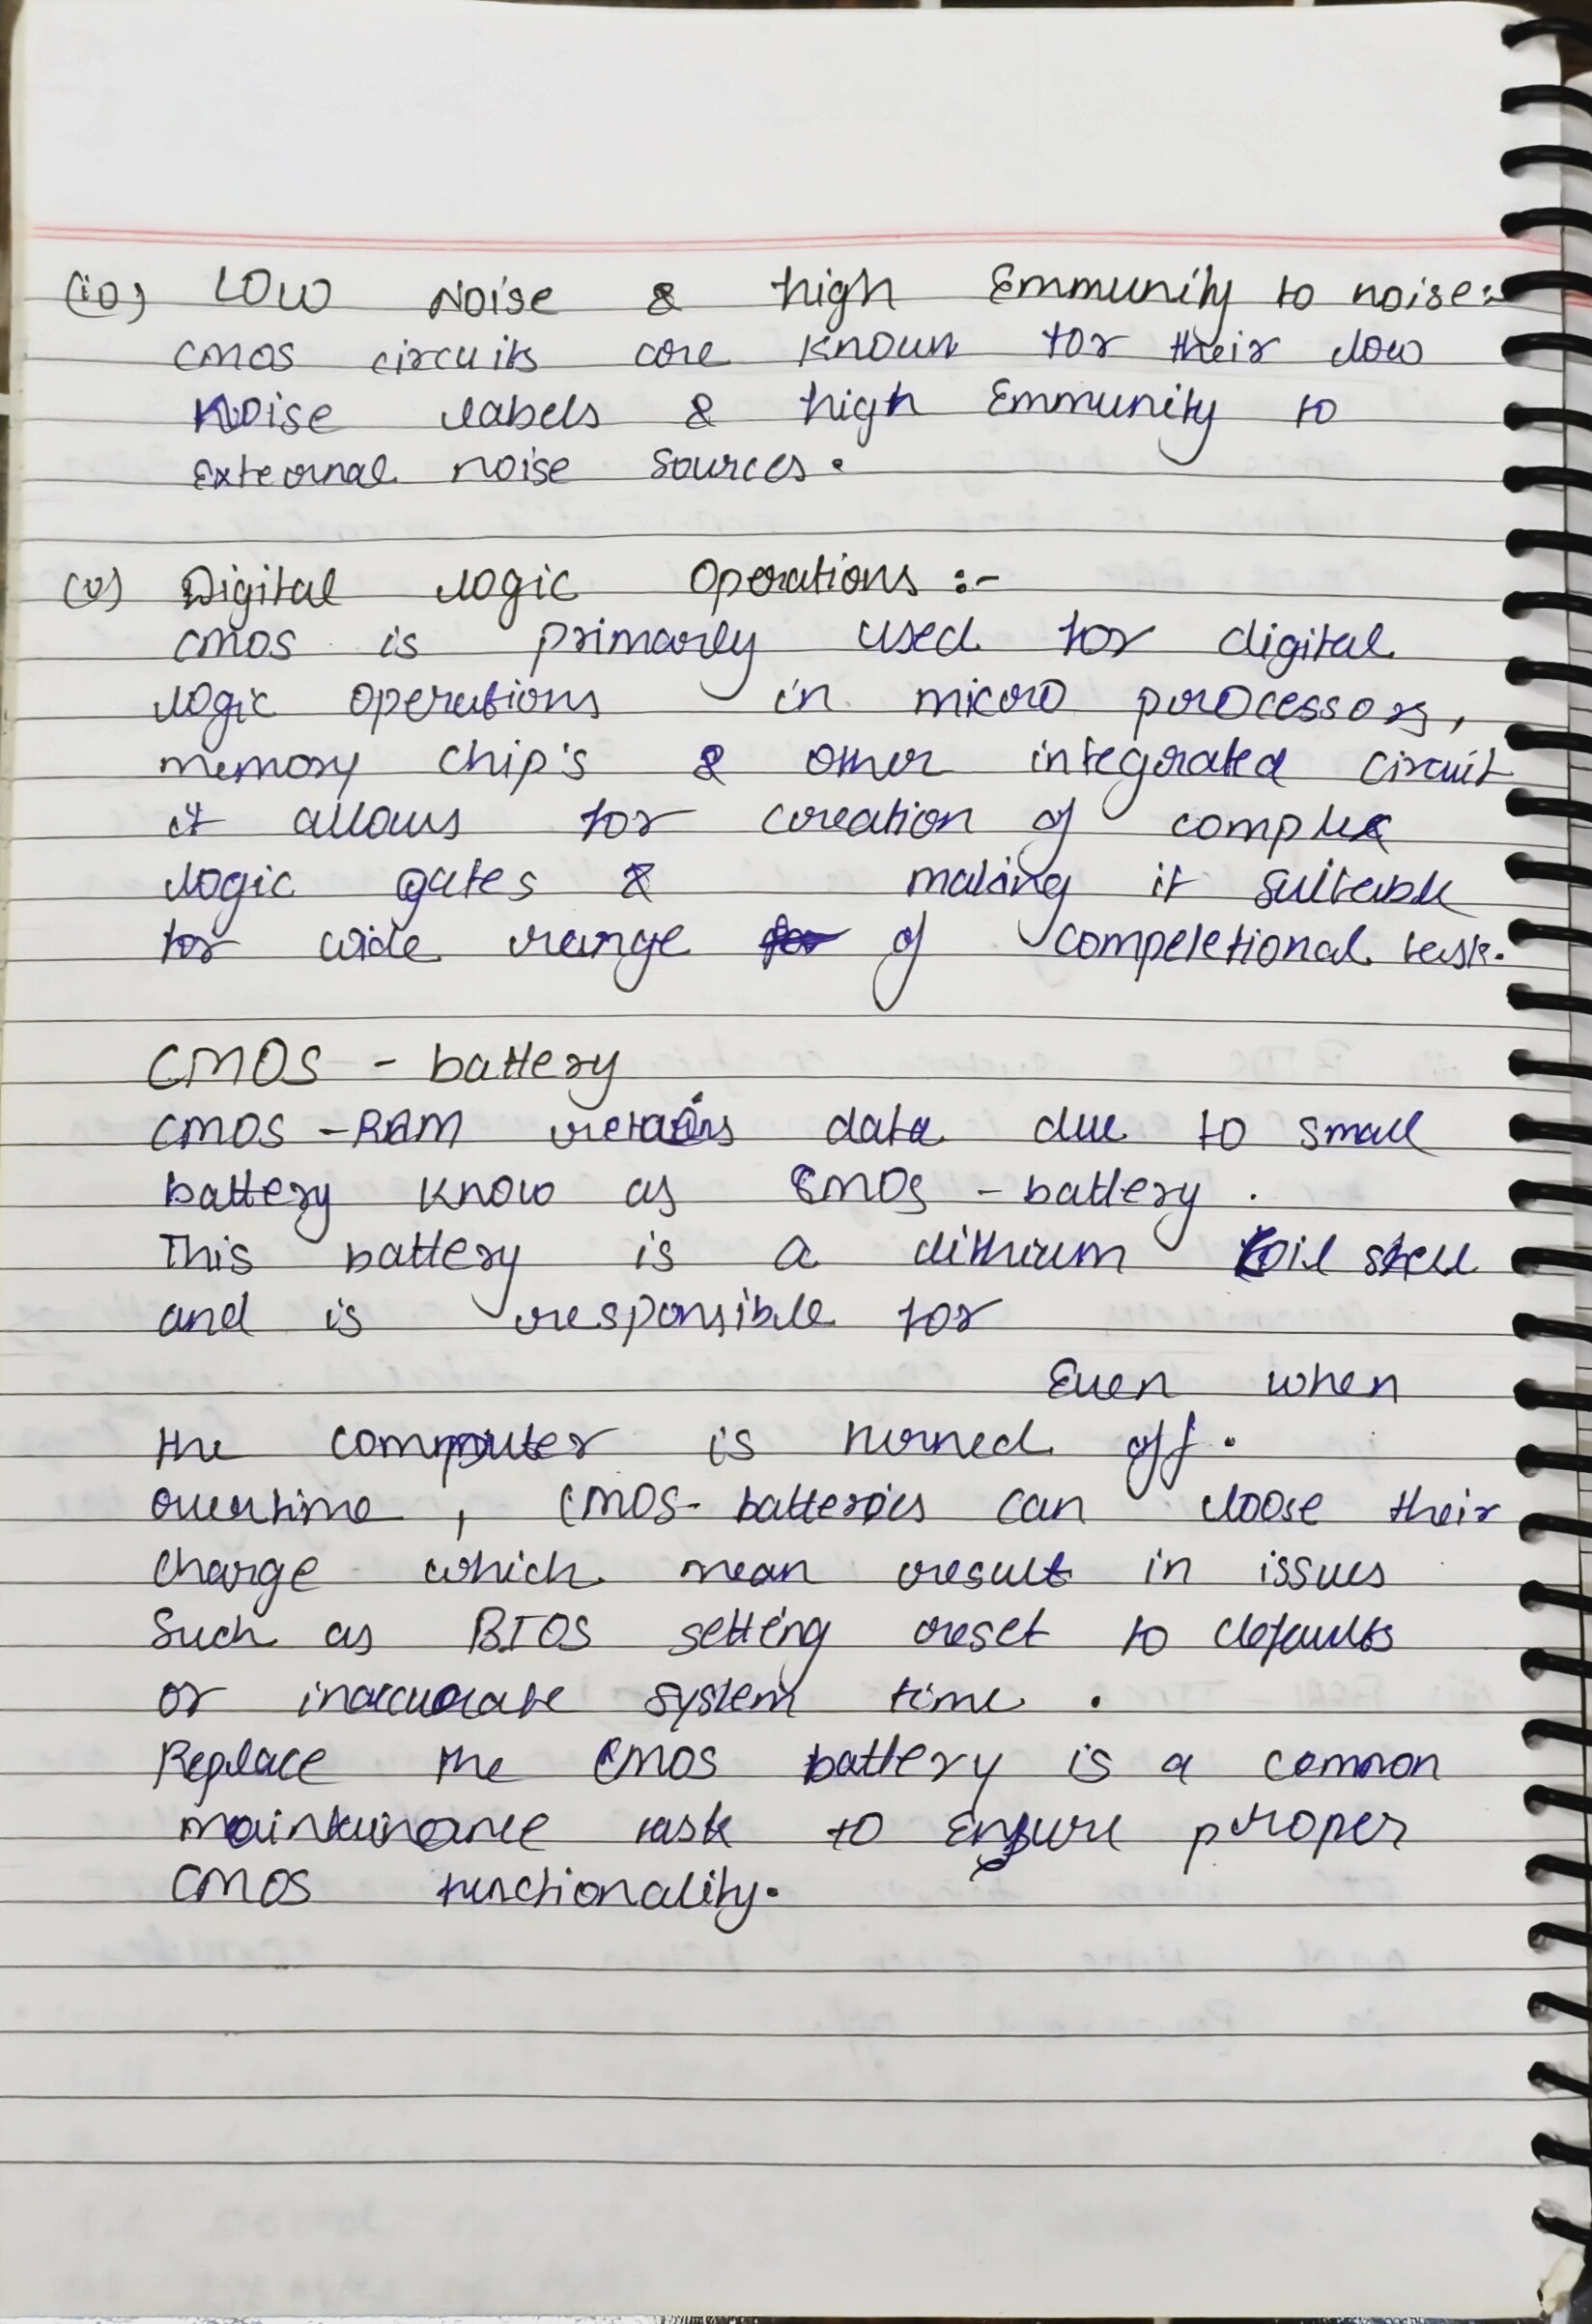 (iv) Low Noise & high Emmunity to noise:-
CMOS circuits are known for their low
Noise labels & high Emmunity to
External noise sources.
(v) Digital logic Operations :-
CMOS is primarly used for digital
logic operations in micro processors,
memory chip's & other integrated circuit
it allows for creation of complex
logic gates & making it suitable
for wide range of competetional task.
CMOS - battery
CMOS - RAM retains data due to small
battery know as CMOS - battery .
This battery is a lithium coil stell
and is responsible for
Even when
the computer is turned off.
overtime , CMOS- batteries can loose their
charge which mean result in issues
Such as BIOS setting reset to defaults
or inaccurate system time .
Replace the CMOS battery is a common
maintainance task to Ensure proper
CMOS functionality.